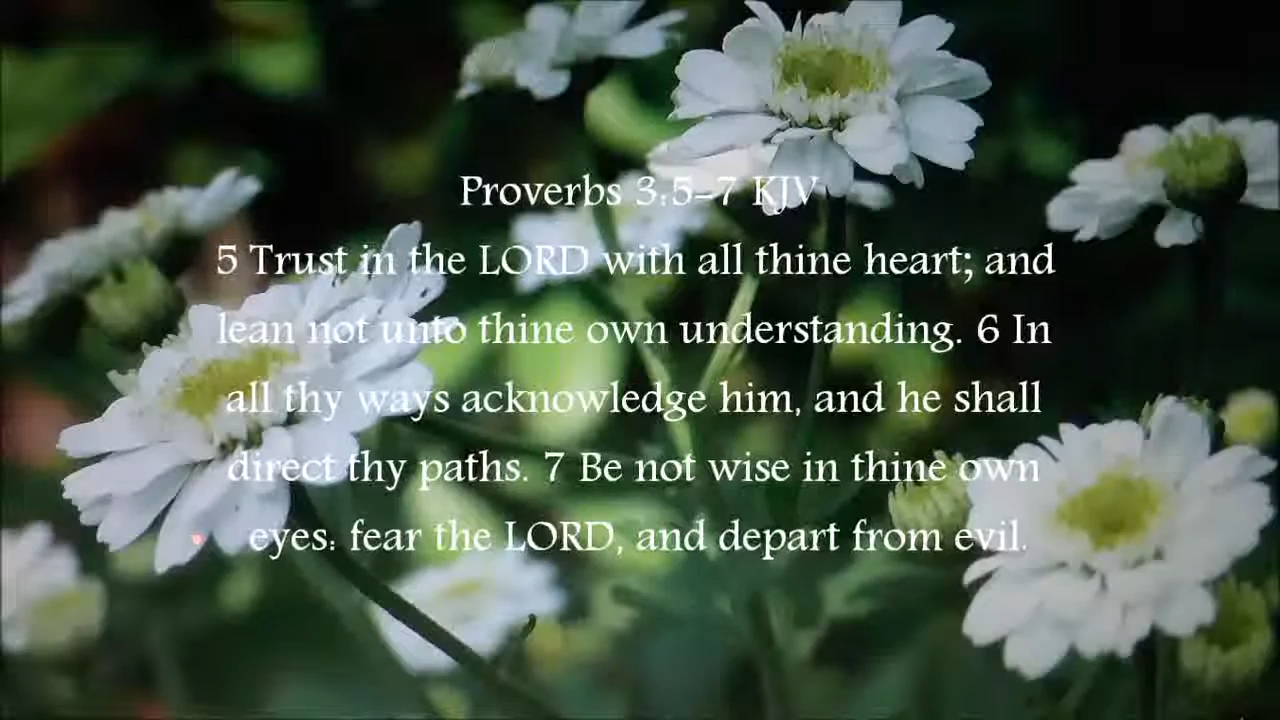 Proverbs 3:5-7 KJV
5 Trust in the LORD with all thine heart; and
lean not unto thine own understanding. 6 In
all thy ways acknowledge him, and he shall
direct thy paths. 7 Be not wise in thine own
eyes: fear the LORD, and depart from evil.